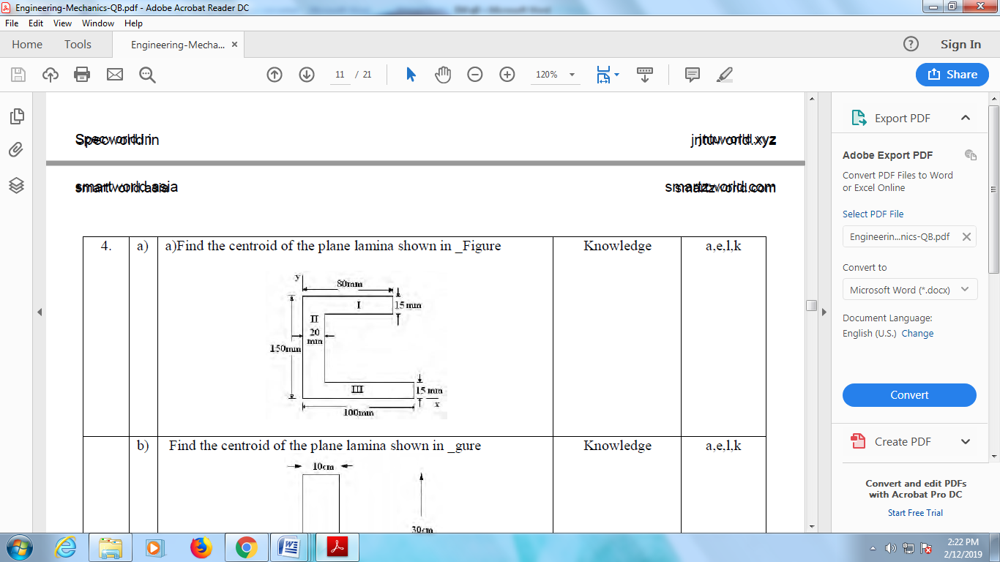 Engineering-Mechanics-QB.pdf - Adobe Acrobat Reader DC
File Edit View Window Help
Home Tools Engineering-Mecha... × Sign In
11 / 21 120% Share
Specworld.in jntuworld.xyz
smartworld.asia smartzworld.com
4. a) a)Find the centroid of the plane lamina shown in _Figure Knowledge a,e,l,k
y
80mm
I 15 mm
II
20
mm
150mm
III 15 mm
x
100mm
b) Find the centroid of the plane lamina shown in _gure Knowledge a,e,l,k
10cm
30cm
Export PDF
Adobe Export PDF
Convert PDF Files to Word
or Excel Online
Select PDF File
Engineerin...nics-QB.pdf
Convert to
Microsoft Word (*.docx)
Document Language:
English (U.S.) Change
Convert
Create PDF
Convert and edit PDFs
with Acrobat Pro DC
Start Free Trial
2:22 PM
2/12/2019